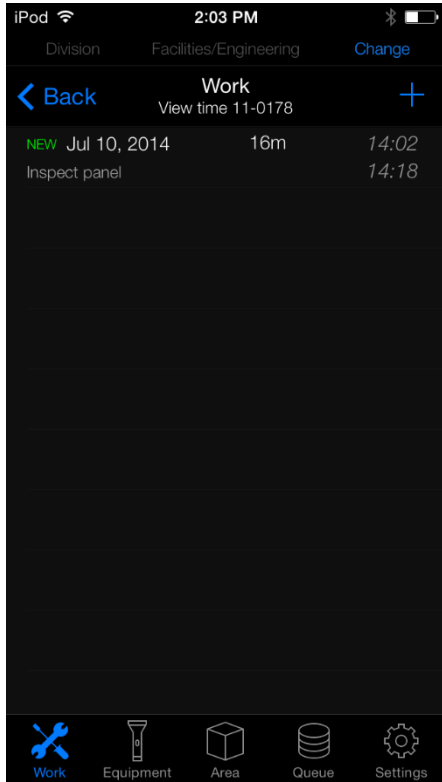 iPod 2:03 PM
Division Facilities/Engineering Change
Back Work
View time 11-0178
NEW Jul 10, 2014 16m 14:02
Inspect panel 14:18
Work Equipment Area Queue Settings